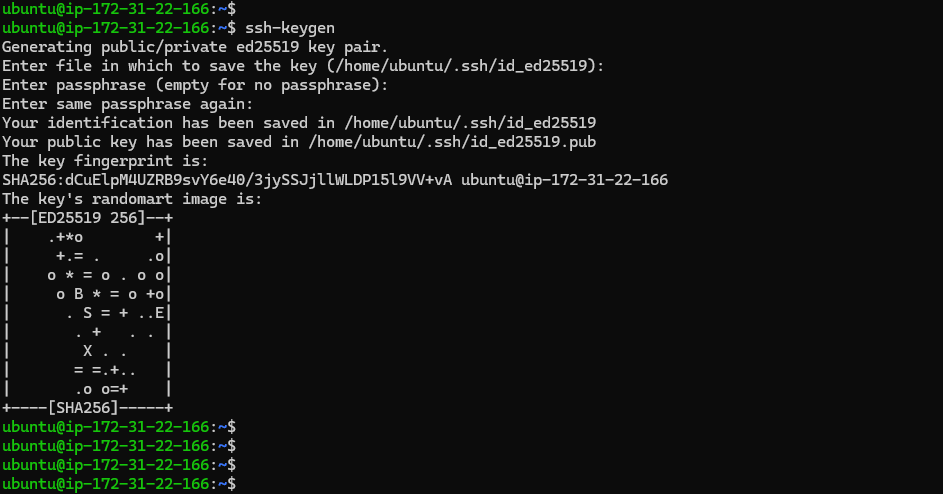 ubuntu@ip-172-31-22-166:~$
ubuntu@ip-172-31-22-166:~$ ssh-keygen
Generating public/private ed25519 key pair.
Enter file in which to save the key (/home/ubuntu/.ssh/id_ed25519):
Enter passphrase (empty for no passphrase):
Enter same passphrase again:
Your identification has been saved in /home/ubuntu/.ssh/id_ed25519
Your public key has been saved in /home/ubuntu/.ssh/id_ed25519.pub
The key fingerprint is:
SHA256:dCuElpM4UZRB9svY6e40/3jySSJjllWLDP15l9VV+vA ubuntu@ip-172-31-22-166
The key's randomart image is:
+--[ED25519 256]--+
|    .+*o        +|
|     +.= .     .o|
|    o * = o . o o|
|     o B * = o +o|
|      . S = + ..E|
|       . +   . . |
|        X . .    |
|       = =.+..   |
|       .o o=+    |
+----[SHA256]-----+
ubuntu@ip-172-31-22-166:~$
ubuntu@ip-172-31-22-166:~$
ubuntu@ip-172-31-22-166:~$
ubuntu@ip-172-31-22-166:~$